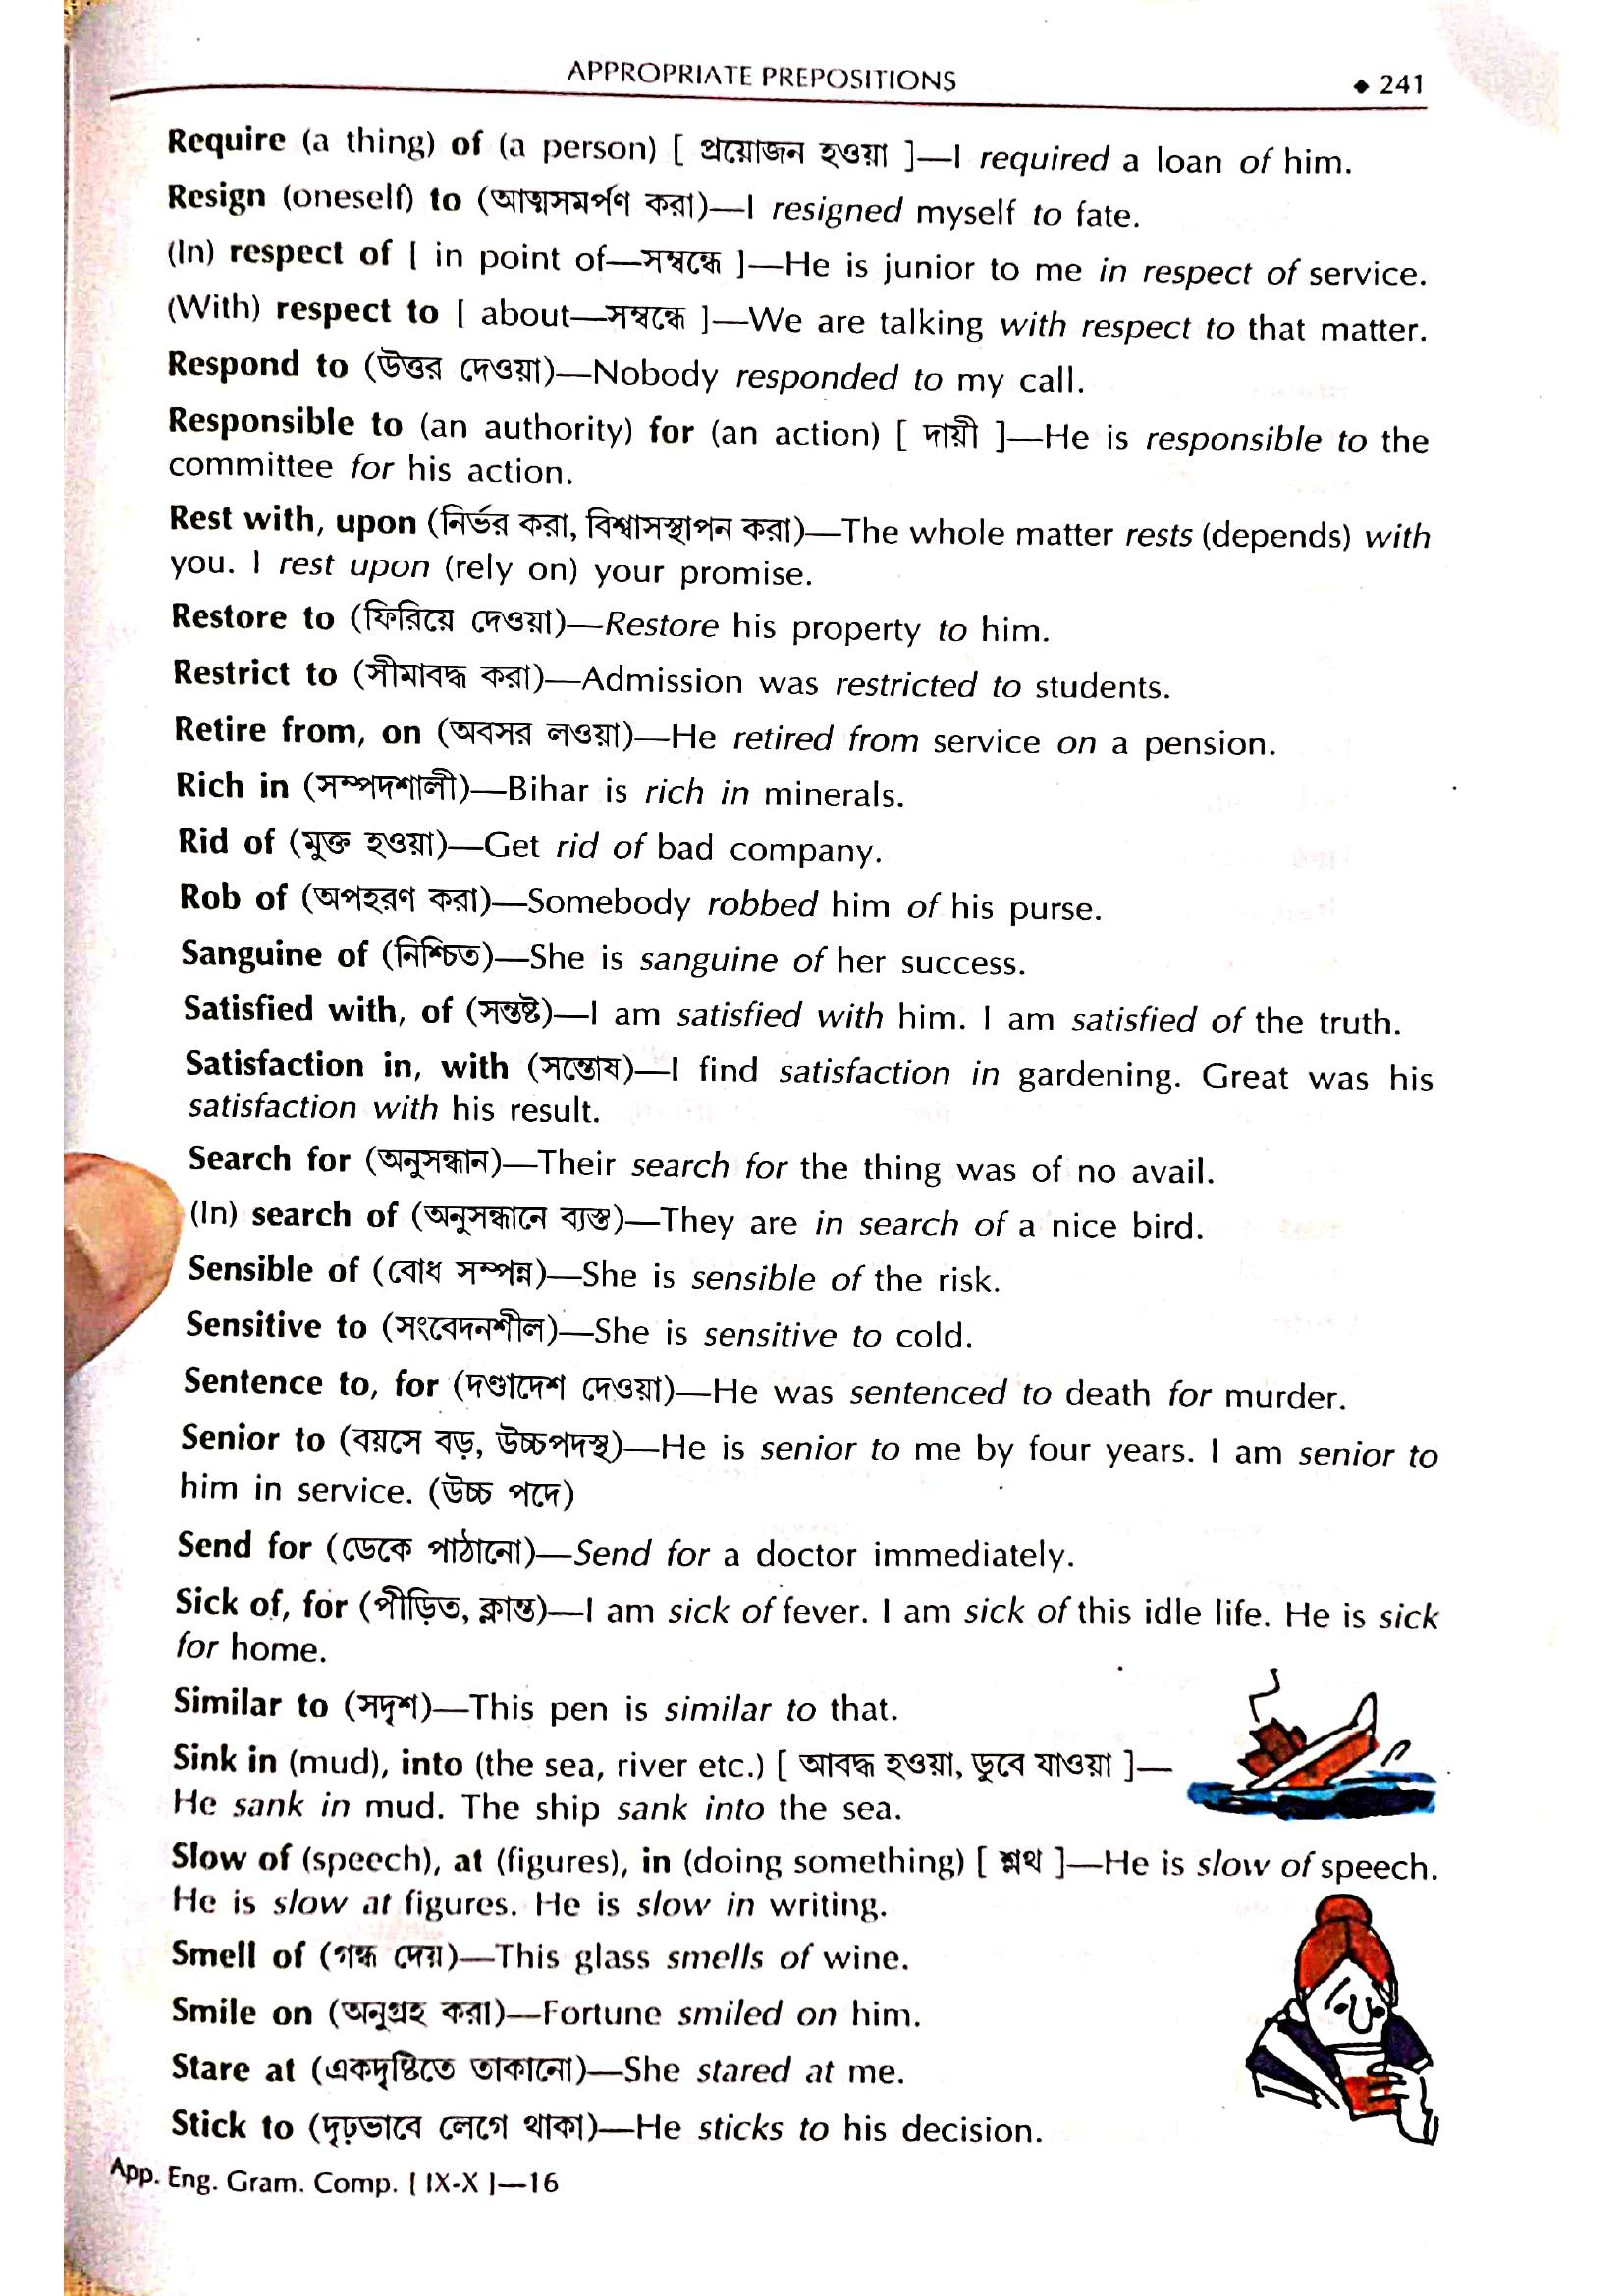 APPROPRIATE PREPOSITIONS ◆ 241
Require (a thing) of (a person) [ প্রয়োজন হওয়া ]—I required a loan of him.
Resign (oneself) to (আত্মসমর্পণ করা)—I resigned myself to fate.
(In) respect of [ in point of—সম্বন্ধে ]—He is junior to me in respect of service.
(With) respect to [ about—সম্বন্ধে ]—We are talking with respect to that matter.
Respond to (উত্তর দেওয়া)—Nobody responded to my call.
Responsible to (an authority) for (an action) [ দায়ী ]—He is responsible to the
committee for his action.
Rest with, upon (নির্ভর করা, বিশ্বাসস্থাপন করা)—The whole matter rests (depends) with
you. I rest upon (rely on) your promise.
Restore to (ফিরিয়ে দেওয়া)—Restore his property to him.
Restrict to (সীমাবদ্ধ করা)—Admission was restricted to students.
Retire from, on (অবসর লওয়া)—He retired from service on a pension.
Rich in (সম্পদশালী)—Bihar is rich in minerals.
Rid of (মুক্ত হওয়া)—Get rid of bad company.
Rob of (অপহরণ করা)—Somebody robbed him of his purse.
Sanguine of (নিশ্চিত)—She is sanguine of her success.
Satisfied with, of (সন্তুষ্ট)—I am satisfied with him. I am satisfied of the truth.
Satisfaction in, with (সন্তোষ)—I find satisfaction in gardening. Great was his
satisfaction with his result.
Search for (অনুসন্ধান)—Their search for the thing was of no avail.
(In) search of (অনুসন্ধানে ব্যস্ত)—They are in search of a nice bird.
Sensible of (বোধ সম্পন্ন)—She is sensible of the risk.
Sensitive to (সংবেদনশীল)—She is sensitive to cold.
Sentence to, for (দণ্ডাদেশ দেওয়া)—He was sentenced to death for murder.
Senior to (বয়সে বড়, উচ্চপদস্থ)—He is senior to me by four years. I am senior to
him in service. (উচ্চ পদে)
Send for (ডেকে পাঠানো)—Send for a doctor immediately.
Sick of, for (পীড়িত, ক্লান্ত)—I am sick of fever. I am sick of this idle life. He is sick
for home.
Similar to (সদৃশ)—This pen is similar to that.
Sink in (mud), into (the sea, river etc.) [ আবদ্ধ হওয়া, ডুবে যাওয়া ]—
He sank in mud. The ship sank into the sea.
Slow of (speech), at (figures), in (doing something) [ শ্লথ ]—He is slow of speech.
He is slow at figures. He is slow in writing.
Smell of (গন্ধ দেয়)—This glass smells of wine.
Smile on (অনুগ্রহ করা)—Fortune smiled on him.
Stare at (একদৃষ্টিতে তাকানো)—She stared at me.
Stick to (দৃঢ়ভাবে লেগে থাকা)—He sticks to his decision.
App. Eng. Gram. Comp. [ IX-X ]—16